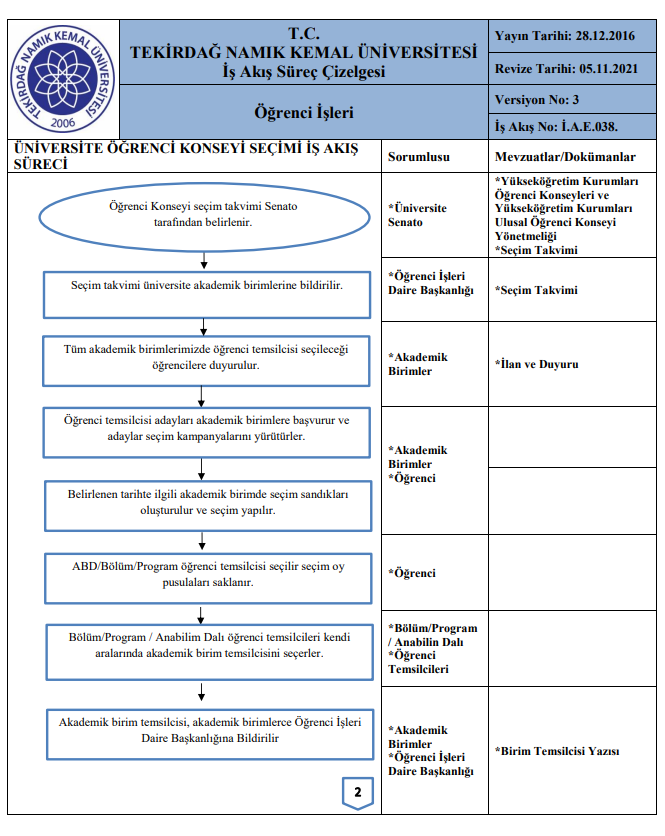 TEKİRDAĞ NAMIK KEMAL ÜNİVERSİTESİ
2006
T.C.
TEKİRDAĞ NAMIK KEMAL ÜNİVERSİTESİ
İş Akış Süreç Çizelgesi
Öğrenci İşleri
Yayın Tarihi: 28.12.2016
Revize Tarihi: 05.11.2021
Versiyon No: 3
İş Akış No: İ.A.E.038.
ÜNİVERSİTE ÖĞRENCİ KONSEYİ SEÇİMİ İŞ AKIŞ
SÜRECİ
Sorumlusu
Mevzuatlar/Dokümanlar
Öğrenci Konseyi seçim takvimi Senato
tarafından belirlenir.
*Üniversite
Senato
*Yükseköğretim Kurumları
Öğrenci Konseyleri ve
Yükseköğretim Kurumları
Ulusal Öğrenci Konseyi
Yönetmeliği
*Seçim Takvimi
Seçim takvimi üniversite akademik birimlerine bildirilir.
*Öğrenci İşleri
Daire Başkanlığı
*Seçim Takvimi
Tüm akademik birimlerimizde öğrenci temsilcisi seçileceği
öğrencilere duyurulur.
*Akademik
Birimler
*İlan ve Duyuru
Öğrenci temsilcisi adayları akademik birimlere başvurur ve
adaylar seçim kampanyalarını yürütürler.
Belirlenen tarihte ilgili akademik birimde seçim sandıkları
oluşturulur ve seçim yapılır.
*Akademik
Birimler
*Öğrenci
ABD/Bölüm/Program öğrenci temsilcisi seçilir seçim oy
pusulaları saklanır.
*Öğrenci
Bölüm/Program / Anabilim Dalı öğrenci temsilcileri kendi
aralarında akademik birim temsilcisini seçerler.
*Bölüm/Program
/ Anabilin Dalı
*Öğrenci
Temsilcileri
Akademik birim temsilcisi, akademik birimlerce Öğrenci İşleri
Daire Başkanlığına Bildirilir
*Akademik
Birimler
*Öğrenci İşleri
Daire Başkanlığı
*Birim Temsilcisi Yazısı
2